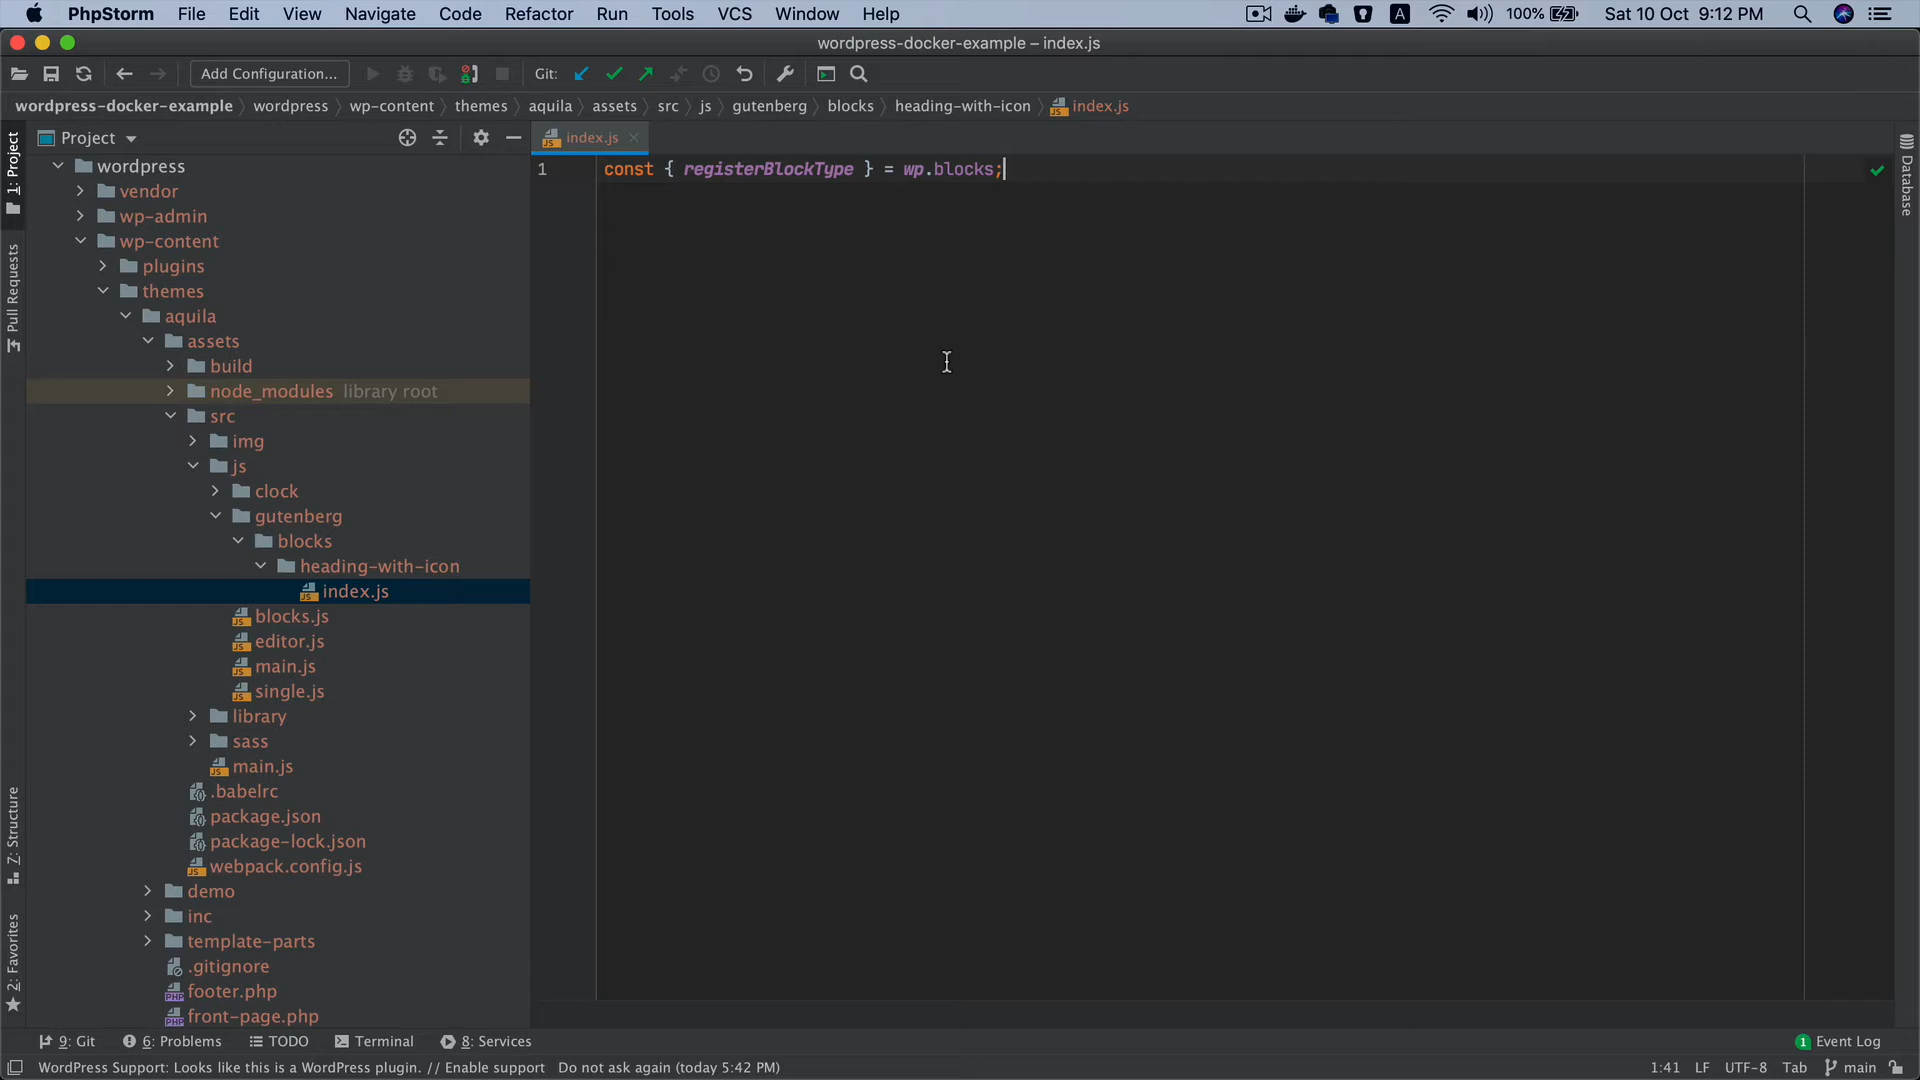 PhpStorm File Edit View Navigate Code Refactor Run Tools VCS Window Help A 100% Sat 10 Oct 9:12 PM
wordpress-docker-example – index.js
Add Configuration... Git:
wordpress-docker-example wordpress wp-content themes aquila assets src js gutenberg blocks heading-with-icon index.js
Project
index.js
1 const { registerBlockType } = wp.blocks;
wordpress
vendor
wp-admin
wp-content
plugins
themes
aquila
assets
build
node_modules library root
src
img
js
clock
gutenberg
blocks
heading-with-icon
index.js
blocks.js
editor.js
main.js
single.js
library
sass
main.js
.babelrc
package.json
package-lock.json
webpack.config.js
demo
inc
template-parts
.gitignore
footer.php
front-page.php
1: Project
Pull Requests
7: Structure
2: Favorites
Database
9: Git 6: Problems TODO Terminal 8: Services 1 Event Log
WordPress Support: Looks like this is a WordPress plugin. // Enable support Do not ask again (today 5:42 PM) 1:41 LF UTF-8 Tab main